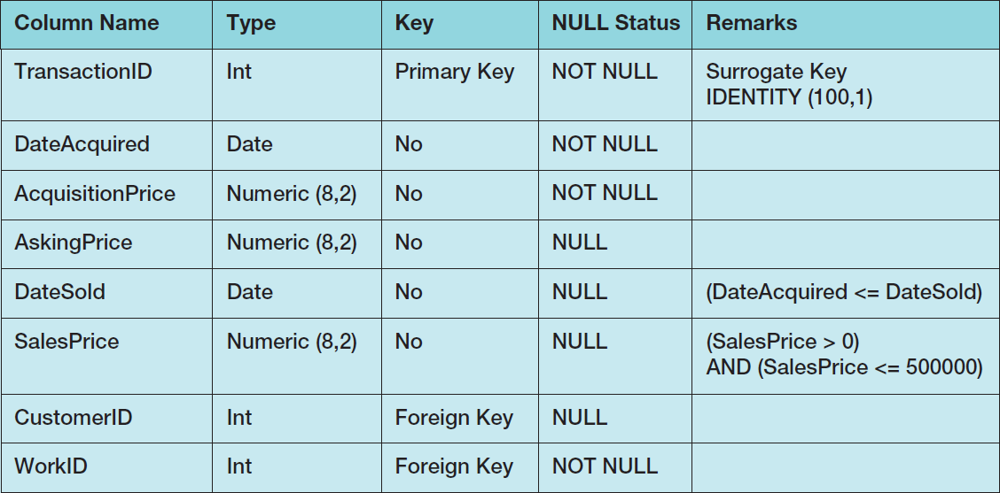 Column Name Type Key NULL Status Remarks
TransactionID Int Primary Key NOT NULL Surrogate Key
IDENTITY (100,1)
DateAcquired Date No NOT NULL
AcquisitionPrice Numeric (8,2) No NOT NULL
AskingPrice Numeric (8,2) No NULL
DateSold Date No NULL (DateAcquired <= DateSold)
SalesPrice Numeric (8,2) No NULL (SalesPrice > 0)
AND (SalesPrice <= 500000)
CustomerID Int Foreign Key NULL
WorkID Int Foreign Key NOT NULL